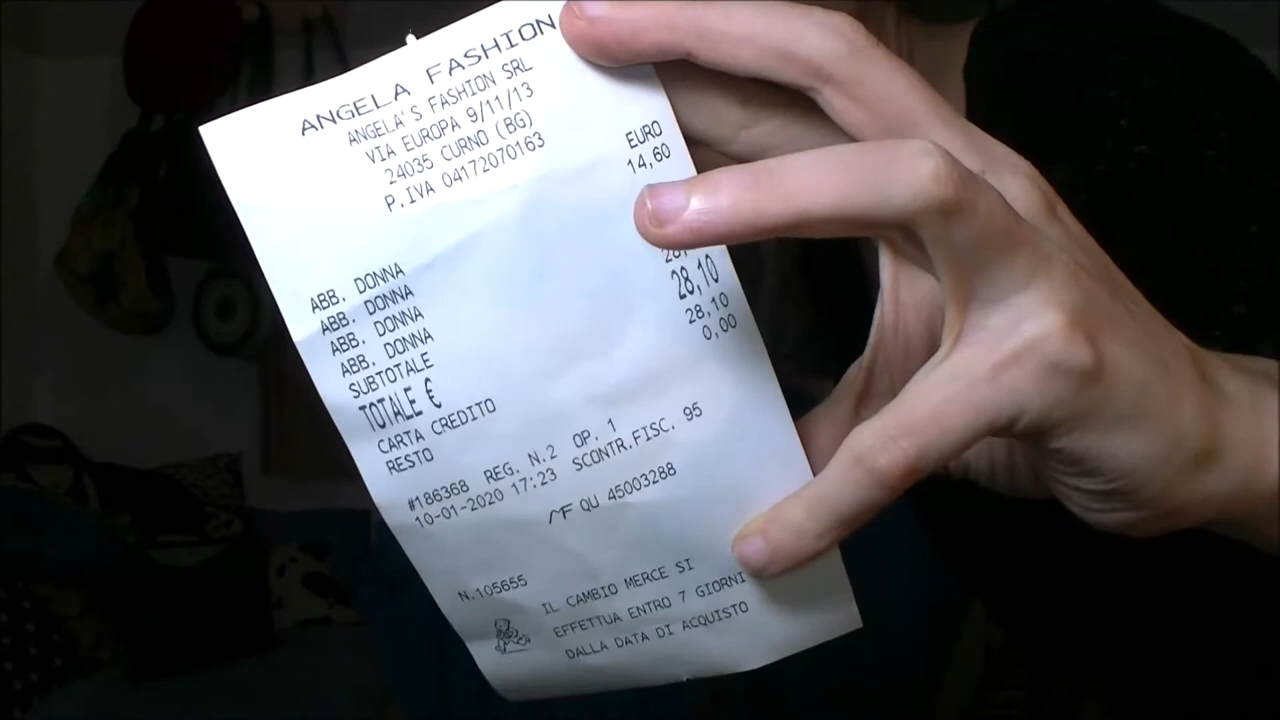 ANGELA FASHION
ANGELA'S FASHION SRL
VIA EUROPA 9/11/13
24035 CURNO (BG)
P.IVA 04172070163
EURO
ABB. DONNA 14,60
ABB. DONNA
ABB. DONNA
ABB. DONNA
SUBTOTALE
TOTALE € 28,10
CARTA CREDITO 28,10
RESTO 0,00
#186368 REG. N.2 OP. 1
10-01-2020 17:23 SCONTR.FISC. 95
QU 45003288
N.105655
IL CAMBIO MERCE SI
EFFETTUA ENTRO 7 GIORNI
DALLA DATA DI ACQUISTO